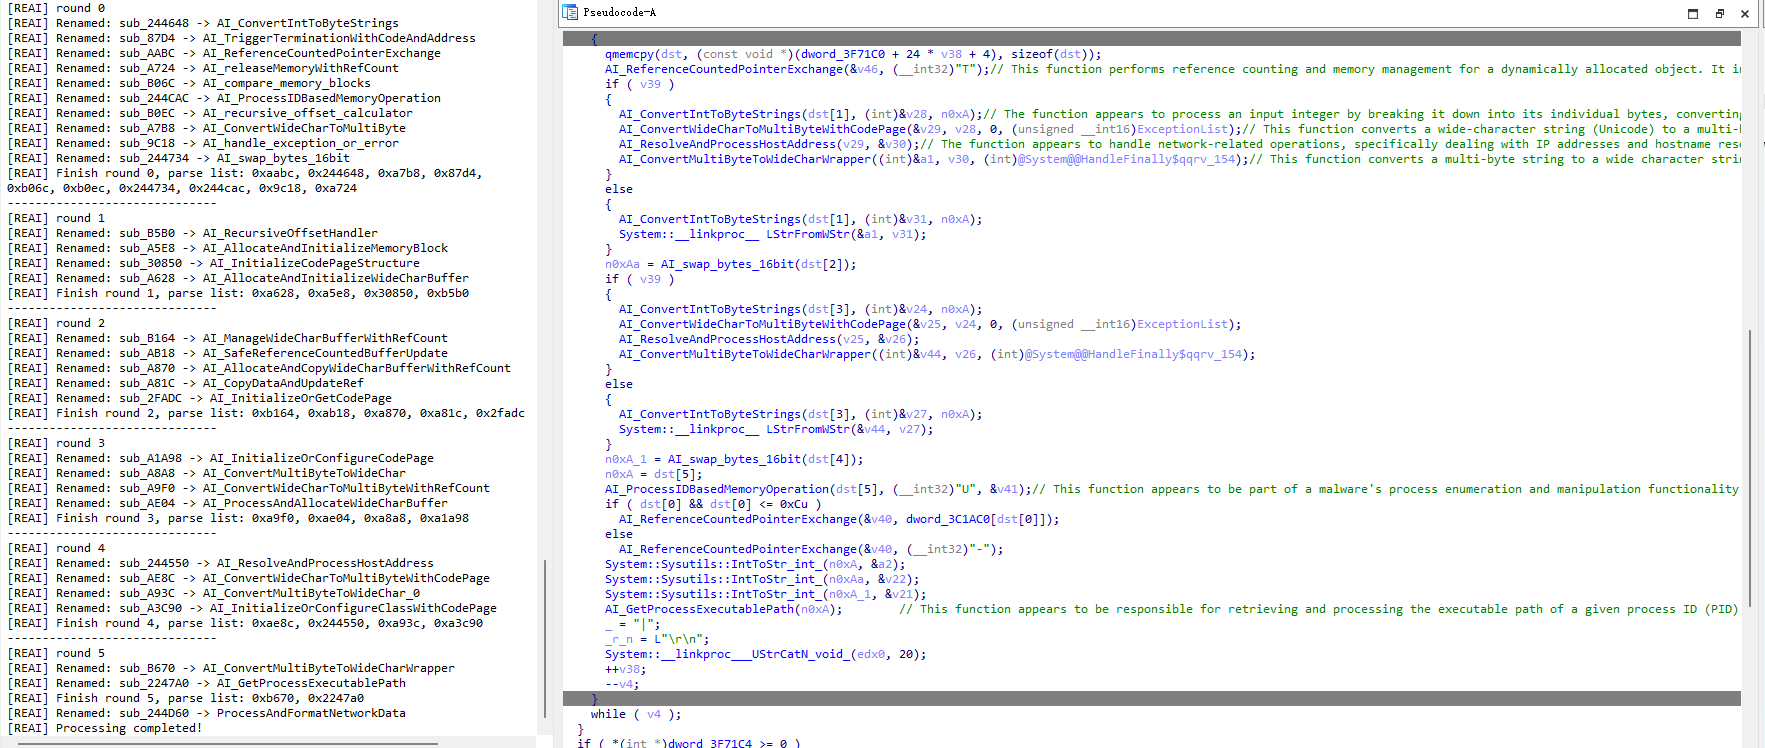 [REAI] round 0
[REAI] Renamed: sub_244648 -> AI_ConvertIntToByteStrings
[REAI] Renamed: sub_87D4 -> AI_TriggerTerminationWithCodeAndAddress
[REAI] Renamed: sub_AABC -> AI_ReferenceCountedPointerExchange
[REAI] Renamed: sub_A724 -> AI_releaseMemoryWithRefCount
[REAI] Renamed: sub_B06C -> AI_compare_memory_blocks
[REAI] Renamed: sub_244CAC -> AI_ProcessIDBasedMemoryOperation
[REAI] Renamed: sub_B0EC -> AI_recursive_offset_calculator
[REAI] Renamed: sub_A7B8 -> AI_ConvertWideCharToMultiByte
[REAI] Renamed: sub_9C18 -> AI_handle_exception_or_error
[REAI] Renamed: sub_244734 -> AI_swap_bytes_16bit
[REAI] Finish round 0, parse list: 0xaabc, 0x244648, 0xa7b8, 0x87d4,
0xb06c, 0xb0ec, 0x244734, 0x244cac, 0x9c18, 0xa724
------------------------------
[REAI] round 1
[REAI] Renamed: sub_B5B0 -> AI_RecursiveOffsetHandler
[REAI] Renamed: sub_A5E8 -> AI_AllocateAndInitializeMemoryBlock
[REAI] Renamed: sub_30850 -> AI_InitializeCodePageStructure
[REAI] Renamed: sub_A628 -> AI_AllocateAndInitializeWideCharBuffer
[REAI] Finish round 1, parse list: 0xa628, 0xa5e8, 0x30850, 0xb5b0
------------------------------
[REAI] round 2
[REAI] Renamed: sub_B164 -> AI_ManageWideCharBufferWithRefCount
[REAI] Renamed: sub_AB18 -> AI_SafeReferenceCountedBufferUpdate
[REAI] Renamed: sub_A870 -> AI_AllocateAndCopyWideCharBufferWithRefCount
[REAI] Renamed: sub_A81C -> AI_CopyDataAndUpdateRef
[REAI] Renamed: sub_2FADC -> AI_InitializeOrGetCodePage
[REAI] Finish round 2, parse list: 0xb164, 0xab18, 0xa870, 0xa81c, 0x2fadc
------------------------------
[REAI] round 3
[REAI] Renamed: sub_A1A98 -> AI_InitializeOrConfigureCodePage
[REAI] Renamed: sub_A8A8 -> AI_ConvertMultiByteToWideChar
[REAI] Renamed: sub_A9F0 -> AI_ConvertWideCharToMultiByteWithRefCount
[REAI] Renamed: sub_AE04 -> AI_ProcessAndAllocateWideCharBuffer
[REAI] Finish round 3, parse list: 0xa9f0, 0xae04, 0xa8a8, 0xa1a98
------------------------------
[REAI] round 4
[REAI] Renamed: sub_244550 -> AI_ResolveAndProcessHostAddress
[REAI] Renamed: sub_AE8C -> AI_ConvertWideCharToMultiByteWithCodePage
[REAI] Renamed: sub_A93C -> AI_ConvertMultiByteToWideChar_0
[REAI] Renamed: sub_A3C90 -> AI_InitializeOrConfigureClassWithCodePage
[REAI] Finish round 4, parse list: 0xae8c, 0x244550, 0xa93c, 0xa3c90
------------------------------
[REAI] round 5
[REAI] Renamed: sub_B670 -> AI_ConvertMultiByteToWideCharWrapper
[REAI] Renamed: sub_2247A0 -> AI_GetProcessExecutablePath
[REAI] Finish round 5, parse list: 0xb670, 0x2247a0
[REAI] Renamed: sub_244D60 -> ProcessAndFormatNetworkData
[REAI] Processing completed!
Pseudocode-A
{
qmemcpy(dst, (const void *)(dword_3F71C0 + 24 * v38 + 4), sizeof(dst));
AI_ReferenceCountedPointerExchange(&v46, (__int32)"T");// This function performs reference counting and memory management for a dynamically allocated object. It i
if ( v39 )
{
AI_ConvertIntToByteStrings(dst[1], (int)&v28, n0xA);// The function appears to process an input integer by breaking it down into its individual bytes, converting
AI_ConvertWideCharToMultiByteWithCodePage(&v29, v28, 0, (unsigned __int16)ExceptionList);// This function converts a wide-character string (Unicode) to a multi-
AI_ResolveAndProcessHostAddress(v29, &v30);// The function appears to handle network-related operations, specifically dealing with IP addresses and hostname res
AI_ConvertMultiByteToWideCharWrapper((int)&a1, v30, (int)@System@@HandleFinally$qqrv_154);// This function converts a multi-byte string to a wide character stri
}
else
{
AI_ConvertIntToByteStrings(dst[1], (int)&v31, n0xA);
System::__linkproc__ LStrFromWStr(&a1, v31);
}
n0xAa = AI_swap_bytes_16bit(dst[2]);
if ( v39 )
{
AI_ConvertIntToByteStrings(dst[3], (int)&v24, n0xA);
AI_ConvertWideCharToMultiByteWithCodePage(&v25, v24, 0, (unsigned __int16)ExceptionList);
AI_ResolveAndProcessHostAddress(v25, &v26);
AI_ConvertMultiByteToWideCharWrapper((int)&v44, v26, (int)@System@@HandleFinally$qqrv_154);
}
else
{
AI_ConvertIntToByteStrings(dst[3], (int)&v27, n0xA);
System::__linkproc__ LStrFromWStr(&v44, v27);
}
n0xA_1 = AI_swap_bytes_16bit(dst[4]);
n0xA = dst[5];
AI_ProcessIDBasedMemoryOperation(dst[5], (__int32)"U", &v41);// This function appears to be part of a malware's process enumeration and manipulation functionality
if ( dst[0] && dst[0] <= 0xCu )
AI_ReferenceCountedPointerExchange(&v40, dword_3C1AC0[dst[0]]);
else
AI_ReferenceCountedPointerExchange(&v40, (__int32)"-");
System::Sysutils::IntToStr_int_(n0xA, &a2);
System::Sysutils::IntToStr_int_(n0xAa, &v22);
System::Sysutils::IntToStr_int_(n0xA_1, &v21);
AI_GetProcessExecutablePath(n0xA); // This function appears to be responsible for retrieving and processing the executable path of a given process ID (PID)
_ = "|";
_r_n = L"\r\n";
System::__linkproc___UStrCatN_void_(edx0, 20);
++v38;
--v4;
}
while ( v4 );
}
if ( *(int *)dword_3F71C4 >= 0 )